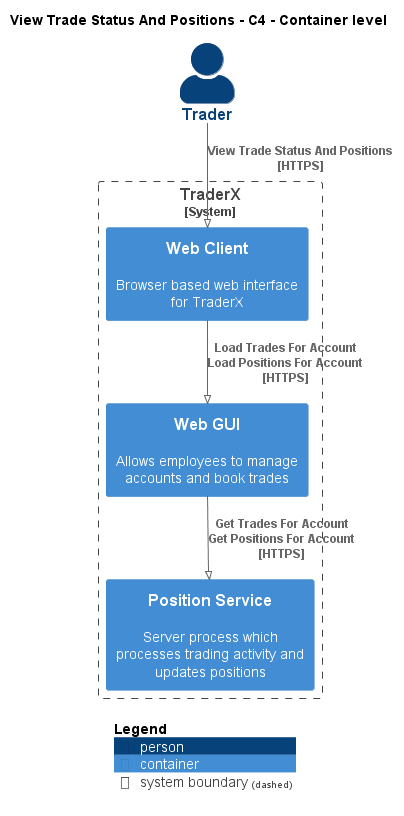 View Trade Status And Positions - C4 - Container level
Trader
View Trade Status And Positions
[HTTPS]
TraderX
[System]
Web Client
Browser based web interface
for TraderX
Load Trades For Account
Load Positions For Account
[HTTPS]
Web GUI
Allows employees to manage
accounts and book trades
Get Trades For Account
Get Positions For Account
[HTTPS]
Position Service
Server process which
processes trading activity and
updates positions
Legend
person
container
system boundary (dashed)